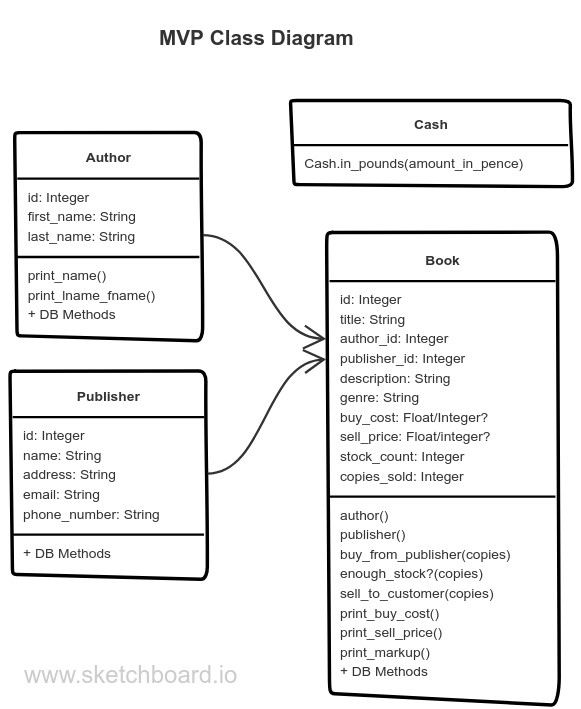 MVP Class Diagram
Author
id: Integer
first_name: String
last_name: String
print_name()
print_lname_fname()
+ DB Methods
Cash
Cash.in_pounds(amount_in_pence)
Publisher
id: Integer
name: String
address: String
email: String
phone_number: String
+ DB Methods
Book
id: Integer
title: String
author_id: Integer
publisher_id: Integer
description: String
genre: String
buy_cost: Float/Integer?
sell_price: Float/integer?
stock_count: Integer
copies_sold: Integer
author()
publisher()
buy_from_publisher(copies)
enough_stock?(copies)
sell_to_customer(copies)
print_buy_cost()
print_sell_price()
print_markup()
+ DB Methods
www.sketchboard.io